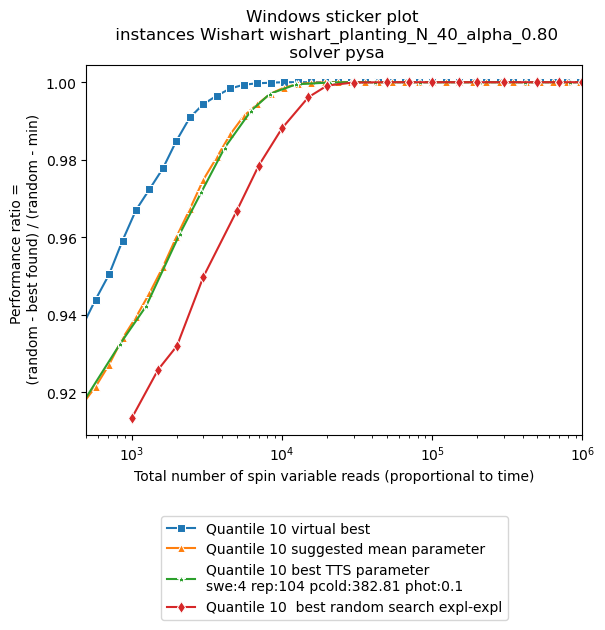 Windows sticker plot
instances Wishart wishart_planting_N_40_alpha_0.80
solver pysa
Performance ratio =
(random - best found) / (random - min)
1.00
0.98
0.96
0.94
0.92
10³
10⁴
10⁵
10⁶
Total number of spin variable reads (proportional to time)
Quantile 10 virtual best
Quantile 10 suggested mean parameter
Quantile 10 best TTS parameter
swe:4 rep:104 pcold:382.81 phot:0.1
Quantile 10  best random search expl-expl